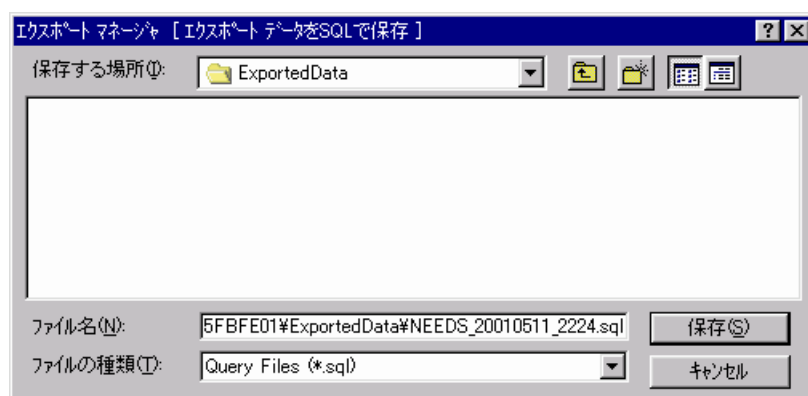 エクスポート マネージャ [ エクスポート データをSQLで保存 ]
保存する場所(I):
ExportedData
ファイル名(N):
5FBFE01¥ExportedData¥NEEDS_20010511_2224.sql
保存(S)
ファイルの種類(T):
Query Files (*.sql)
キャンセル